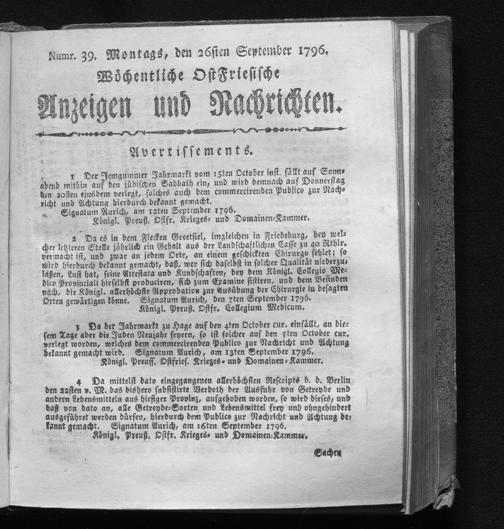 Numr. 39. Montags, den 26sten September 1796.
Wöchentliche OstFriesische
Anzeigen und Nachrichten.
Avertissements.
1 Der Jemgummer Jahrmarkt vom 15ten October inst. fällt auf Sonn-
abend mithin auf den jüdischen Sabbath ein, und wird demnach auf Donnerstag
den 20sten ejusdem verlegt, solches auch dem commercirenden Publico zur Nach-
richt und Achtung hierdurch bekannt gemacht.
Signatum Aurich, am 12ten September 1796.
Königl. Preuß. Ostfr. Krieges- und Domainen-Kammer.
2 Da es in dem Flecken Greetsiel, imgleichen in Friedeburg, bey wel-
cher letzteren Stelle jährlich ein Gehalt aus der Landschaftlichen Casse zu 40 Rthlr.
vermacht ist, und zwar an jedem Orte, an einem geschickten Chirurgo fehlet; so
wird hierdurch bekannt gemacht, daß, wer sich daselbst in solcher Qualität niederzu-
laßen, Lust hat, seine Attestata und Kundschaften, bey dem Königl. Collegio Me-
dico Provinciali hieselbst produciren, sich zum Examine sistiren, und dem Befinden
nach, die Königl. allerhöchste Approbation zur Ausübung der Chirurgie in besagten
Orten gewärtigen könne. Signatum Aurich, den 7ten September 1796.
Königl. Preuß. Ostfr. Collegium Medicum.
3 Da der Jahrmarkt zu Hage auf den 4ten October cur. einfällt, an die-
sem Tage aber die Juden Neujahr feyern, so ist solcher auf den 5ten October cur.
verlegt worden, welches dem commercirenden Publico zur Nachricht und Achtung
bekannt gemacht wird. Signatum Aurich, am 13ten September 1796.
Königl. Preuss. Ostfries. Krieges- und Domainen-Kammer.
4 Da mittelst dato eingegangenen allerhöchsten Rescripts d. d. Berlin
den 22sten v. M. das bishero subsistirte Verboth der Ausfuhr von Getreyde und
andern Lebensmitteln aus hiesiger Provinz, aufgehoben worden, so wird dieses, und
daß von dato an, alle Getreyde-Sorten und Lebensmittel frey und ohngehindert
ausgeführet werden dürfen, hierdurch dem Publico zur Nachricht und Achtung be-
kannt gemacht. Signatum Aurich, am 16ten September 1796.
Königl. Preuß. Ostfr. Krieges- und Domainen-Kammer.
Sachen